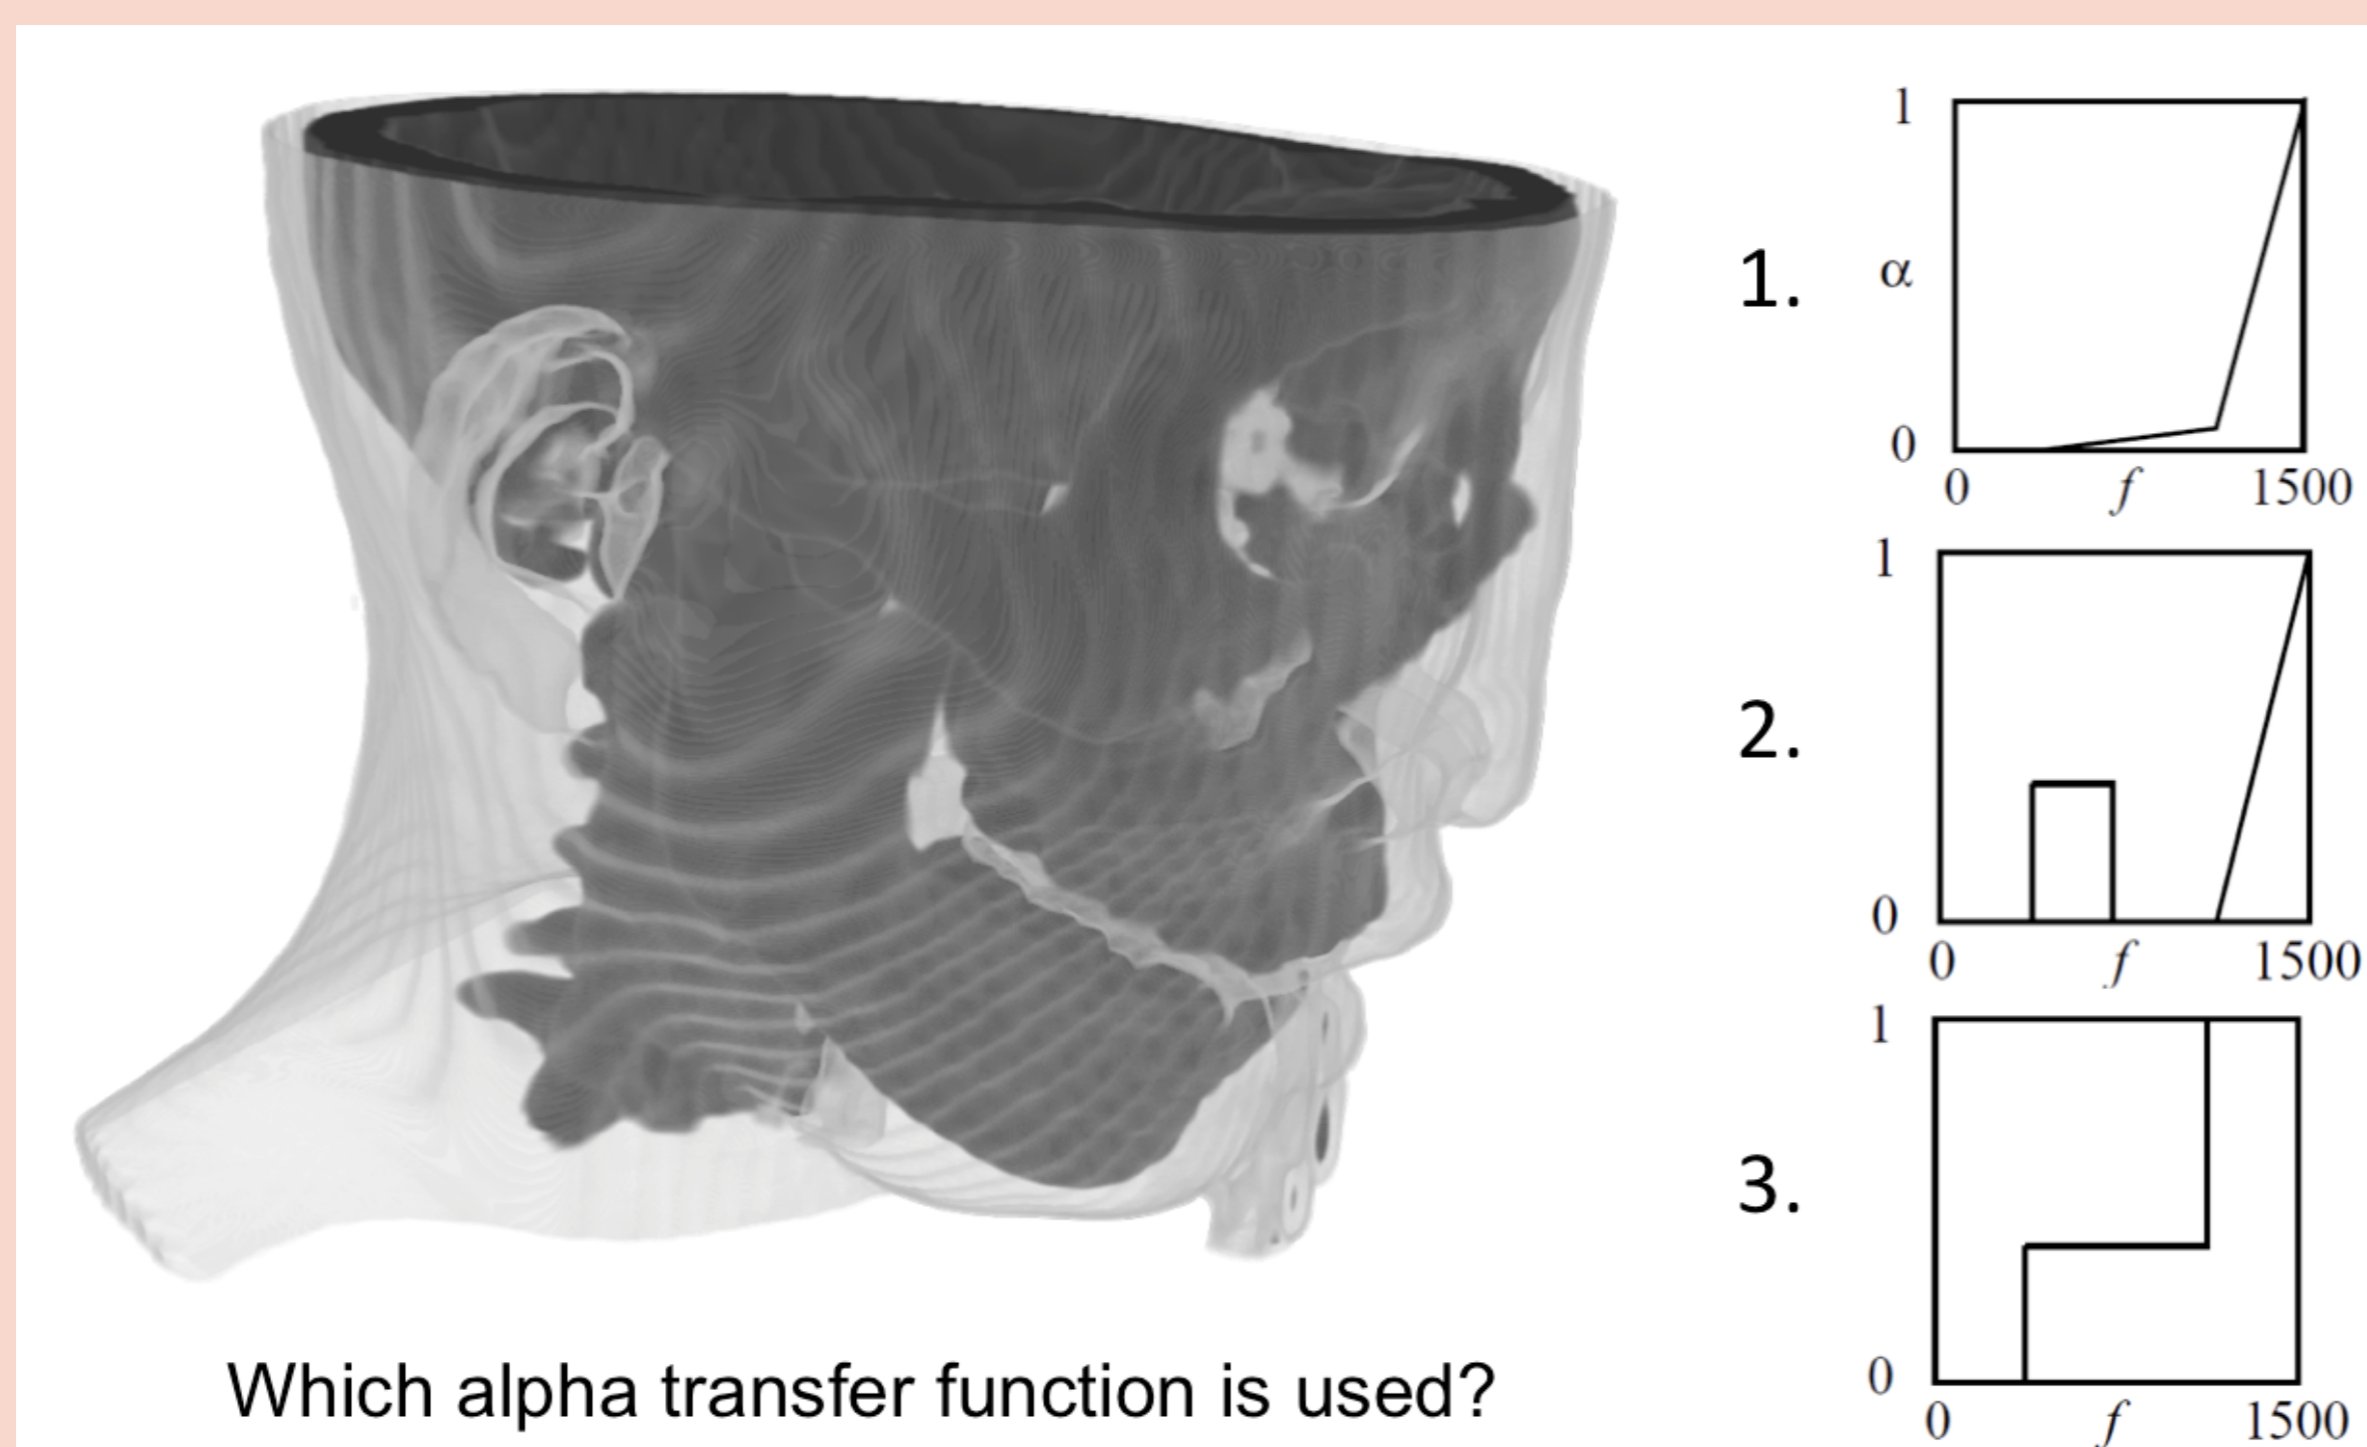 1
1.
α
0
0 f 1500
1
2.
0
0 f 1500
1
3.
0
0 f 1500
Which alpha transfer function is used?